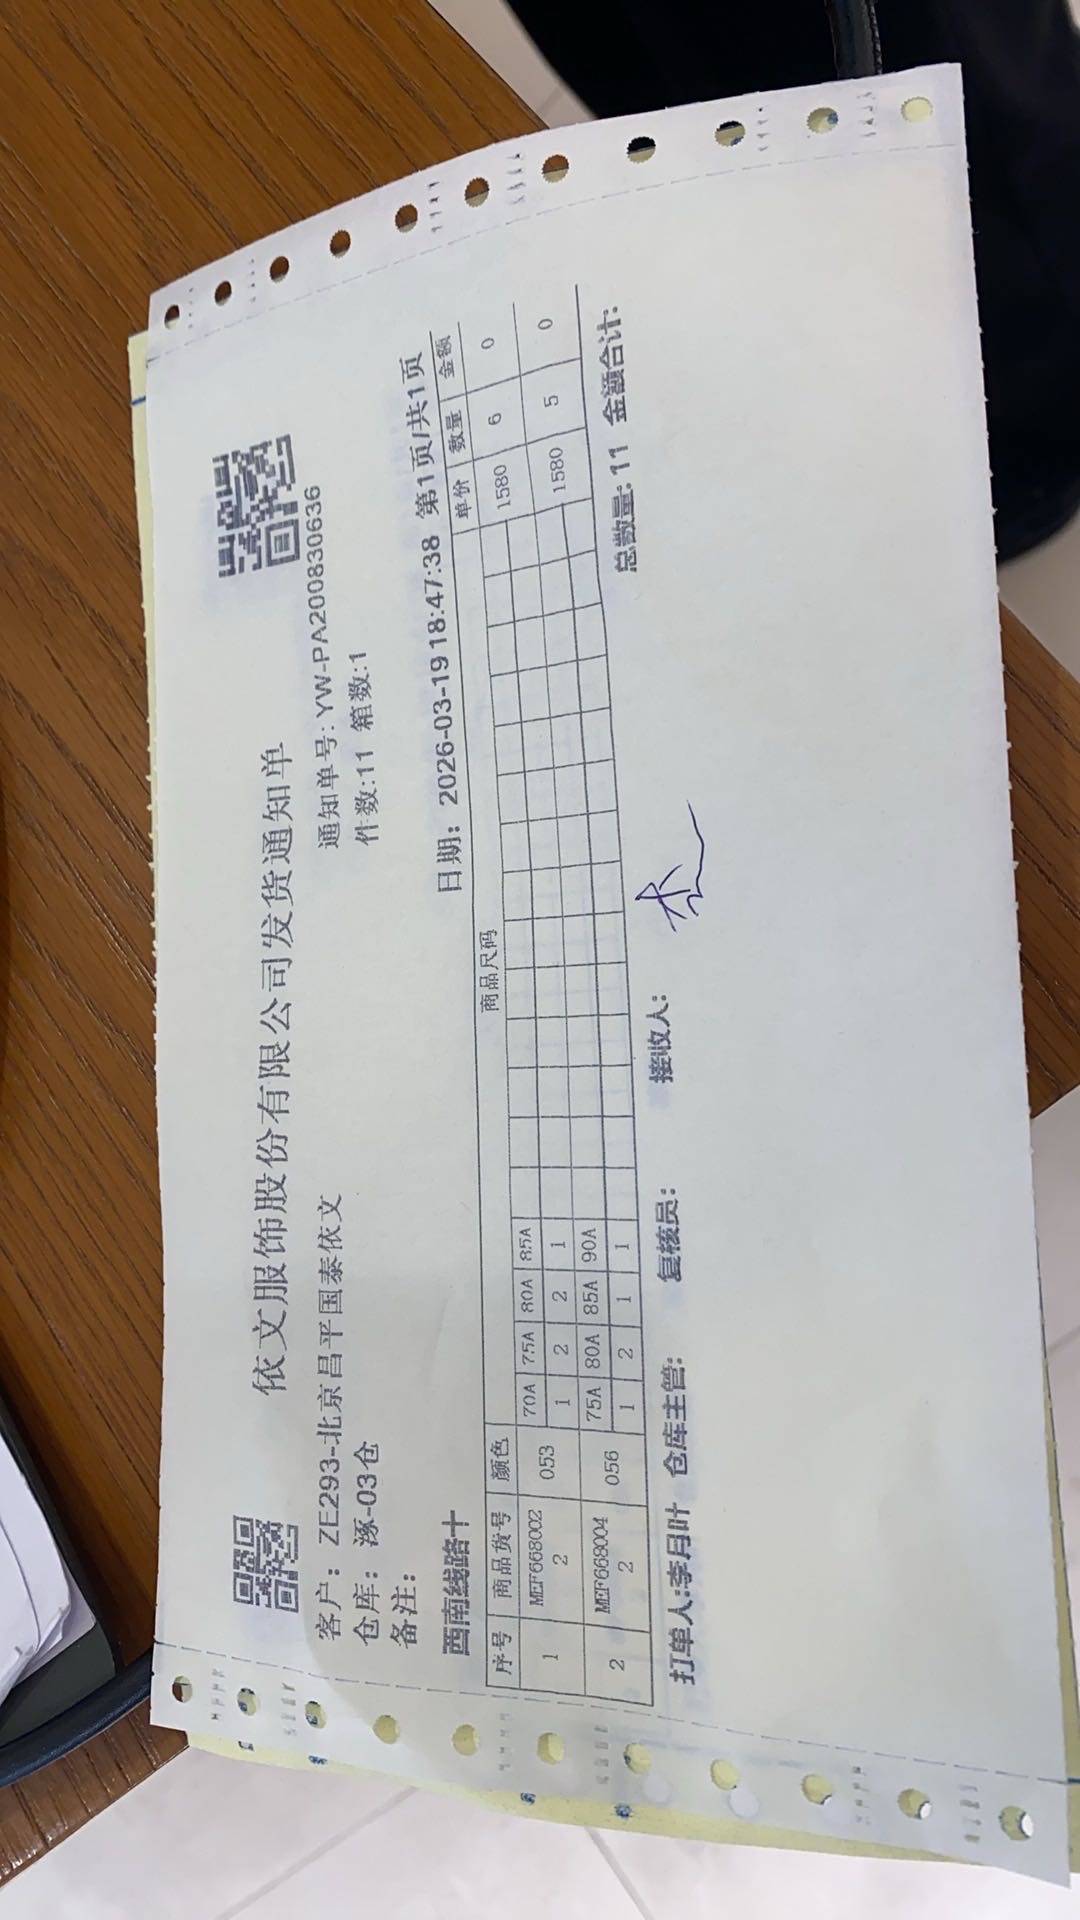 依文服饰股份有限公司发货通知单
客户：ZE293-北京昌平国泰依文 通知单号：YW-PA200830636
仓库：涿-03仓 件数:11 箱数:1
备注：
西南线路十 日期：2026-03-19 18:47:38 第1页/共1页
序号 商品货号 颜色 商品尺码 单价 数量 金额
70A 75A 80A 85A
1 MEF668002 2 053 1 2 2 1 1580 6 0
75A 80A 85A 90A
2 MEF668004 2 056 1 2 1 1 1580 5 0
总数量: 11 金额合计:
打单人:李月叶 仓库主管: 复核员: 接收人: